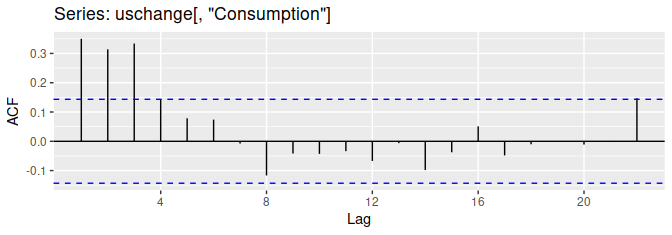 Series: uschange[, "Consumption"]
0.3
0.2
0.1
0.0
-0.1
ACF
4 8 12 16 20
Lag